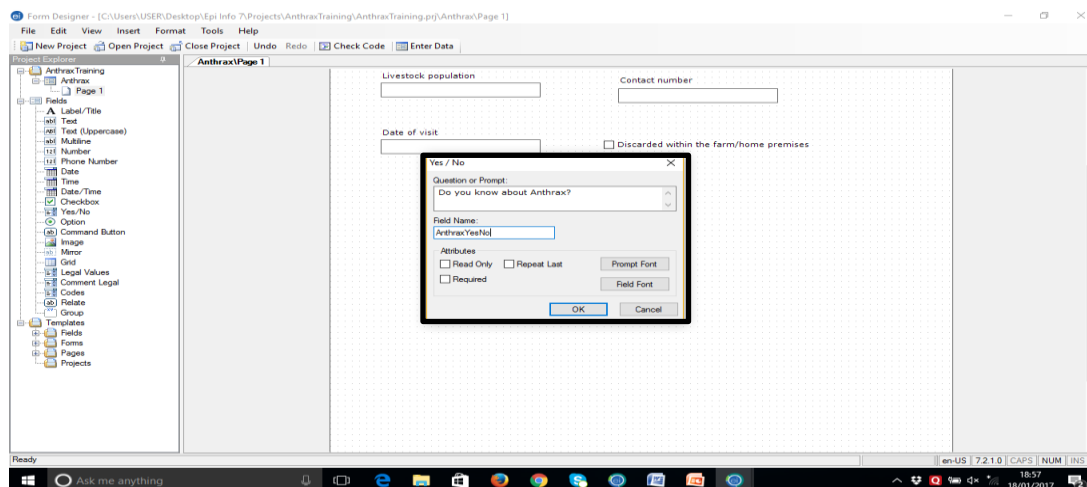 Form Designer - [C:\Users\USER\Desktop\Epi Info 7\Projects\AnthraxTraining\AnthraxTraining.prj\Anthrax\Page 1]
File Edit View Insert Format Tools Help
New Project Open Project Close Project Undo Redo Check Code Enter Data
Project Explorer
Anthrax\Page 1
AnthraxTraining
Anthrax
Page 1
Fields
A Label/Title
Text
Text (Uppercase)
Multiline
Number
Phone Number
Date
Time
Date/Time
Checkbox
Yes/No
Option
Command Button
Image
Mirror
Grid
Legal Values
Comment Legal
Codes
Relate
Group
Templates
Fields
Forms
Pages
Projects
Livestock population
Contact number
Date of visit
Discarded within the farm/home premises
Yes / No
Question or Prompt:
Do you know about Anthrax?
Field Name:
AnthraxYesNo
Attributes
Read Only Repeat Last Prompt Font
Required Field Font
OK Cancel
Ready en-US 7.2.1.0 CAPS NUM INS
Ask me anything
18:57
18/01/2017